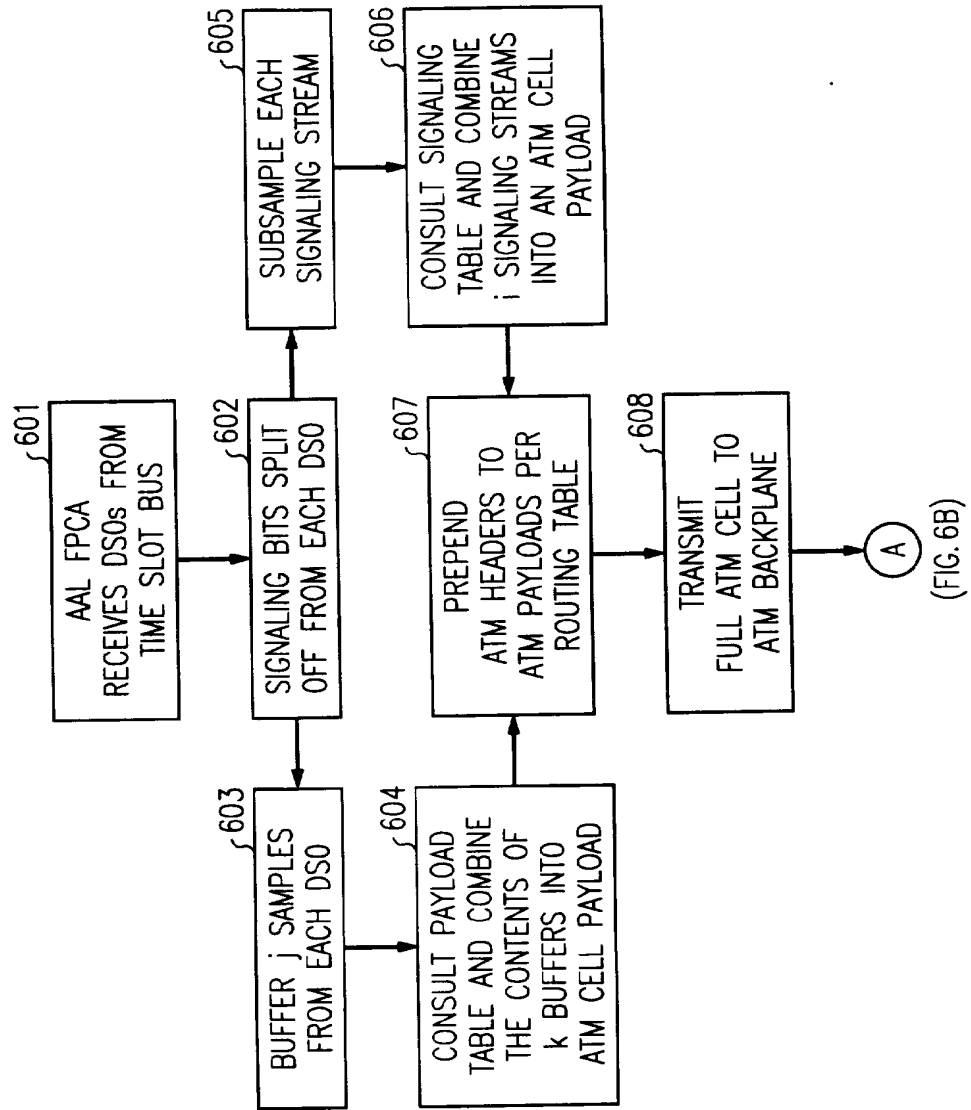 601
AAL FPCA
RECEIVES DSOs FROM
TIME SLOT BUS
602
SIGNALING BITS SPLIT
OFF FROM EACH DSO
603
BUFFER j SAMPLES
FROM EACH DSO
604
CONSULT PAYLOAD
TABLE AND COMBINE
THE CONTENTS OF
k BUFFERS INTO
ATM CELL PAYLOAD
605
SUBSAMPLE EACH
SIGNALING STREAM
606
CONSULT SIGNALING
TABLE AND COMBINE
i SIGNALING STREAMS
INTO AN ATM CELL
PAYLOAD
607
PREPEND
ATM HEADERS TO
ATM PAYLOADS PER
ROUTING TABLE
608
TRANSMIT
FULL ATM CELL TO
ATM BACKPLANE
A
(FIG. 6B)